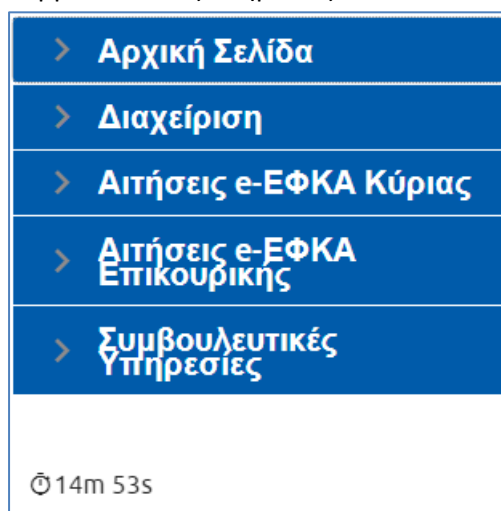 Αρχική Σελίδα
Διαχείριση
Αιτήσεις e-ΕΦΚΑ Κύριας
Αιτήσεις e-ΕΦΚΑ
Επικουρικής
Συμβουλευτικές
Υπηρεσίες
14m 53s